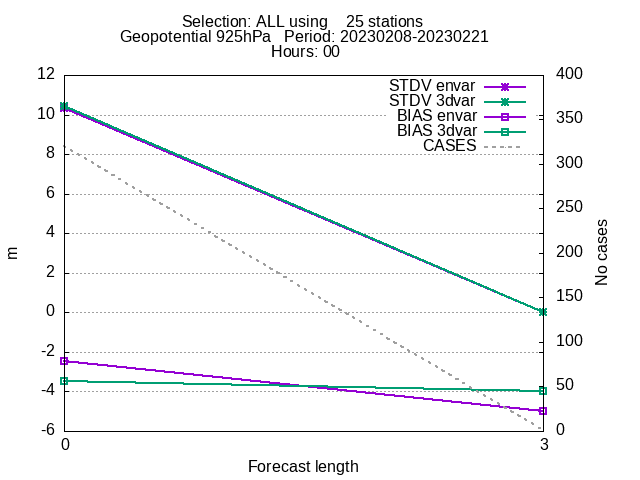 Selection: ALL using    25 stations
Geopotential 925hPa   Period: 20230208-20230221
Hours: 00
12
10
8
6
4
2
0
-2
-4
-6
m
400
350
300
250
200
150
100
50
0
No cases
STDV envar
STDV 3dvar
BIAS envar
BIAS 3dvar
CASES
0
3
Forecast length